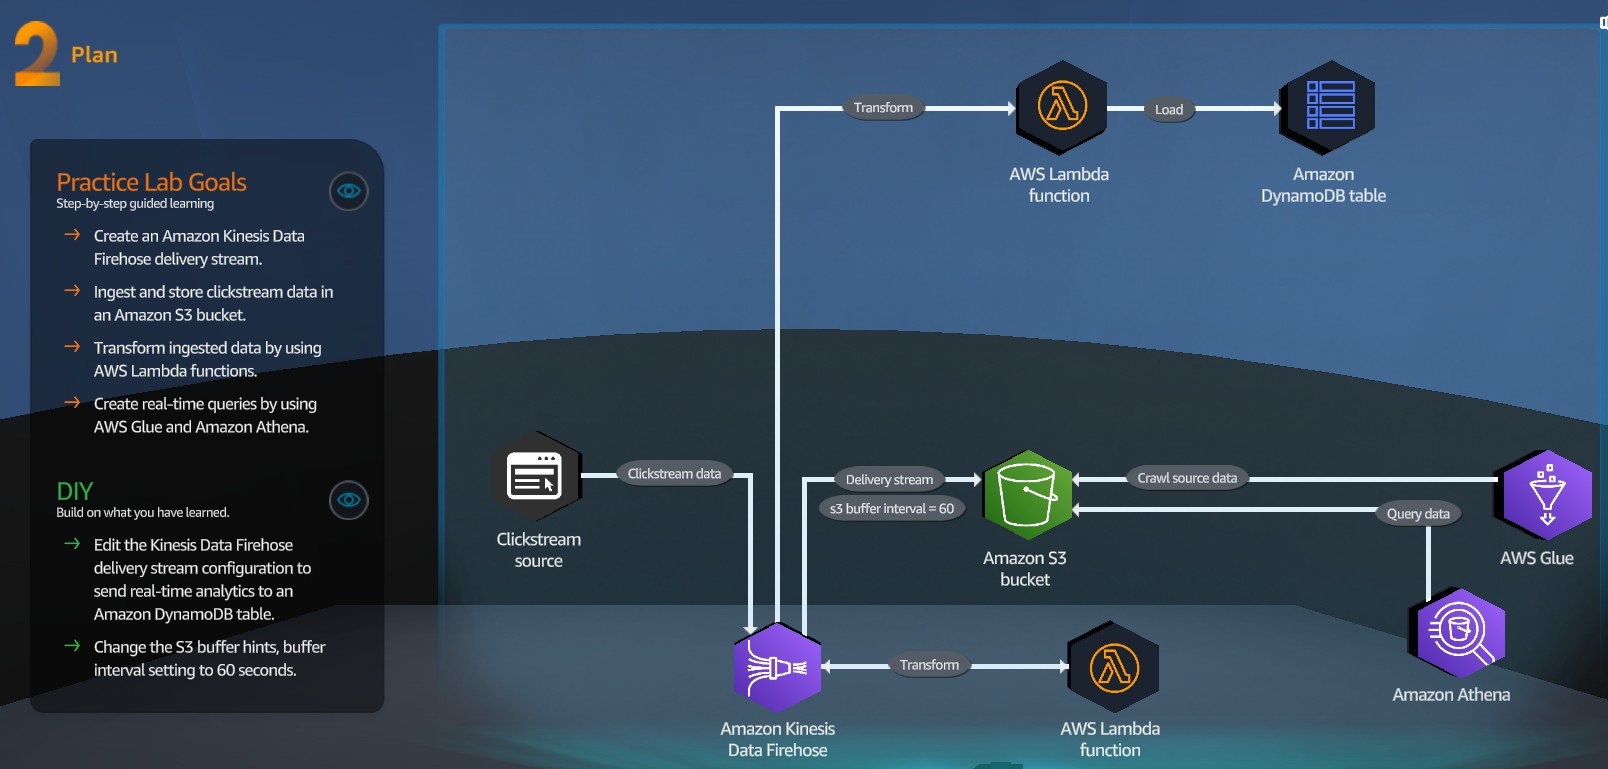 2 Plan
Practice Lab Goals
Step-by-step guided learning
→ Create an Amazon Kinesis Data
Firehose delivery stream.
→ Ingest and store clickstream data in
an Amazon S3 bucket.
→ Transform ingested data by using
AWS Lambda functions.
→ Create real-time queries by using
AWS Glue and Amazon Athena.
DIY
Build on what you have learned.
→ Edit the Kinesis Data Firehose
delivery stream configuration to
send real-time analytics to an
Amazon DynamoDB table.
→ Change the S3 buffer hints, buffer
interval setting to 60 seconds.
Transform
Load
AWS Lambda
function
Amazon
DynamoDB table
Clickstream data
Clickstream
source
Delivery stream
s3 buffer interval = 60
Amazon S3
bucket
Crawl source data
Query data
AWS Glue
Amazon Athena
Transform
Amazon Kinesis
Data Firehose
AWS Lambda
function